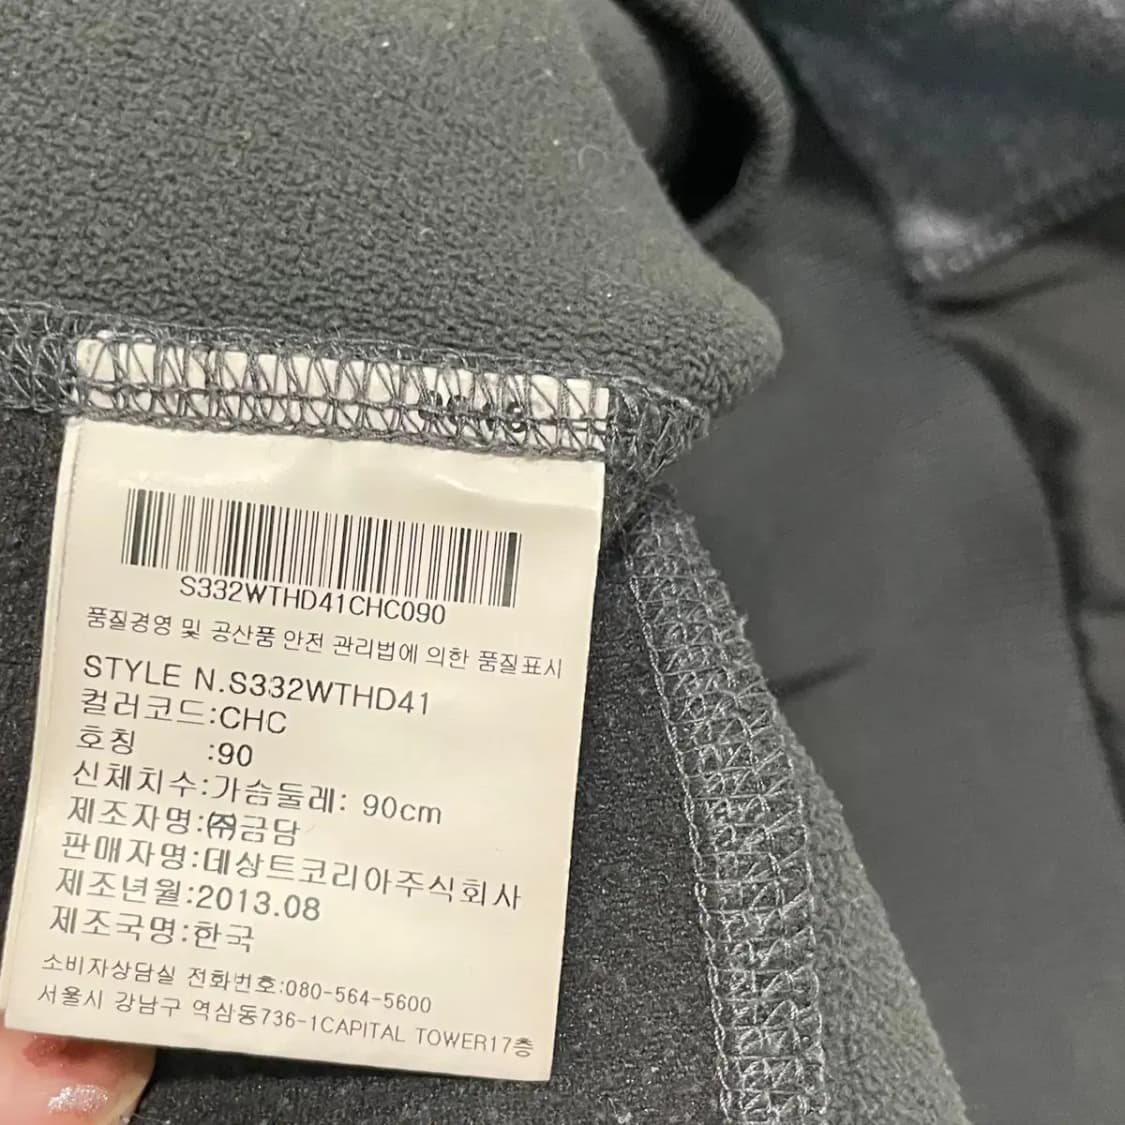 S332WTHD41CHC090
품질경영 및 공산품 안전 관리법에 의한 품질표시
STYLE N.S332WTHD41
컬러코드:CHC
호칭 :90
신체치수:가슴둘레: 90cm
제조자명:㈜금담
판매자명:데상트코리아주식회사
제조년월:2013.08
제조국명:한국
소비자상담실 전화번호:080-564-5600
서울시 강남구 역삼동736-1CAPITAL TOWER17층